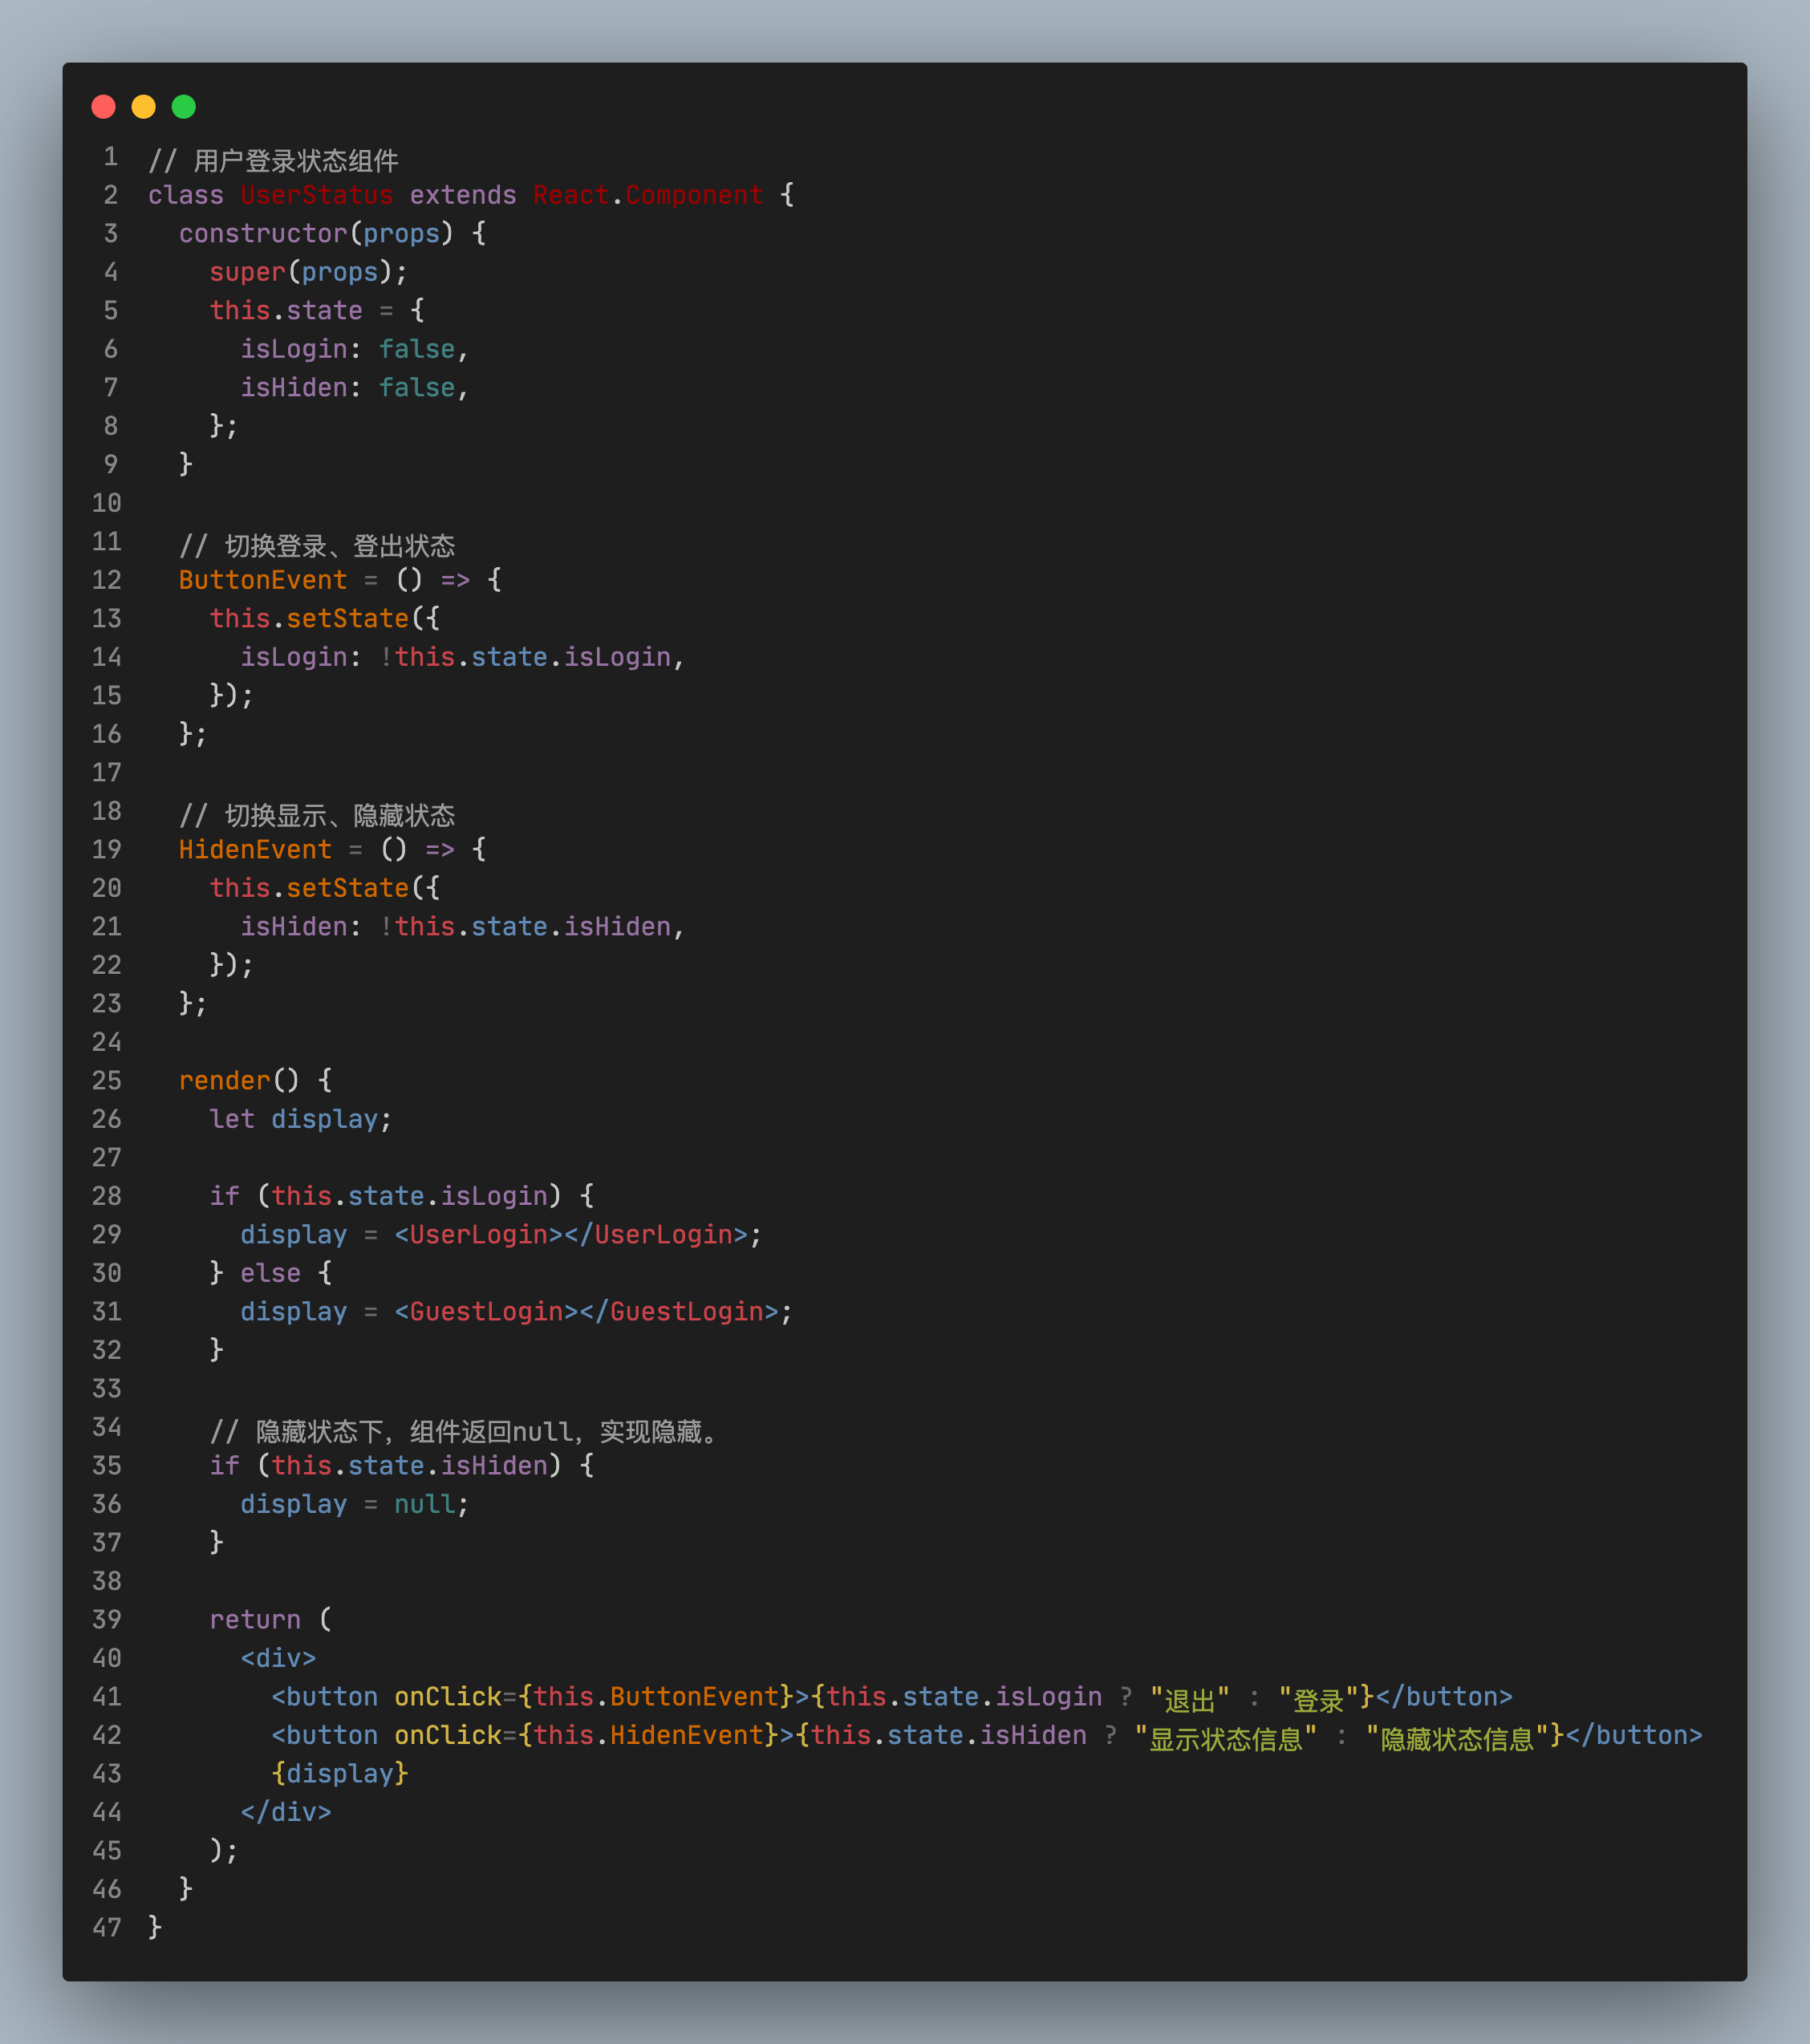 1 // 用户登录状态组件
2 class UserStatus extends React.Component {
3   constructor(props) {
4     super(props);
5     this.state = {
6       isLogin: false,
7       isHiden: false,
8     };
9   }
10
11   // 切换登录、登出状态
12   ButtonEvent = () => {
13     this.setState({
14       isLogin: !this.state.isLogin,
15     });
16   };
17
18   // 切换显示、隐藏状态
19   HidenEvent = () => {
20     this.setState({
21       isHiden: !this.state.isHiden,
22     });
23   };
24
25   render() {
26     let display;
27
28     if (this.state.isLogin) {
29       display = <UserLogin></UserLogin>;
30     } else {
31       display = <GuestLogin></GuestLogin>;
32     }
33
34     // 隐藏状态下，组件返回null，实现隐藏。
35     if (this.state.isHiden) {
36       display = null;
37     }
38
39     return (
40       <div>
41         <button onClick={this.ButtonEvent}>{this.state.isLogin ? "退出" : "登录"}</button>
42         <button onClick={this.HidenEvent}>{this.state.isHiden ? "显示状态信息" : "隐藏状态信息"}</button>
43         {display}
44       </div>
45     );
46   }
47 }